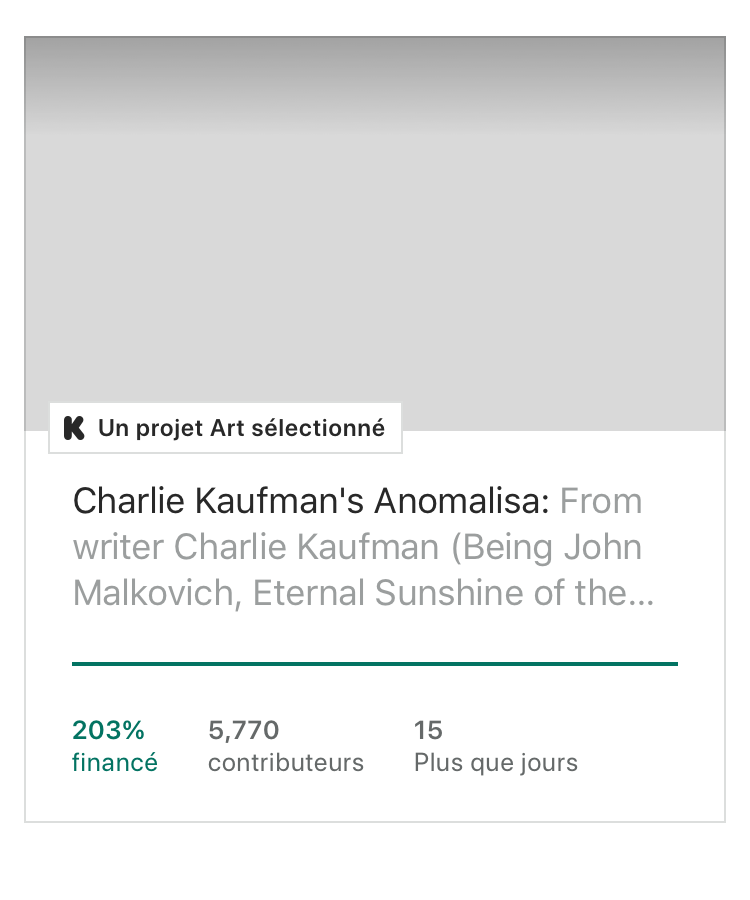 Un projet Art sélectionné
Charlie Kaufman's Anomalisa: From
writer Charlie Kaufman (Being John
Malkovich, Eternal Sunshine of the...
203% 5,770 15
financé contributeurs Plus que jours